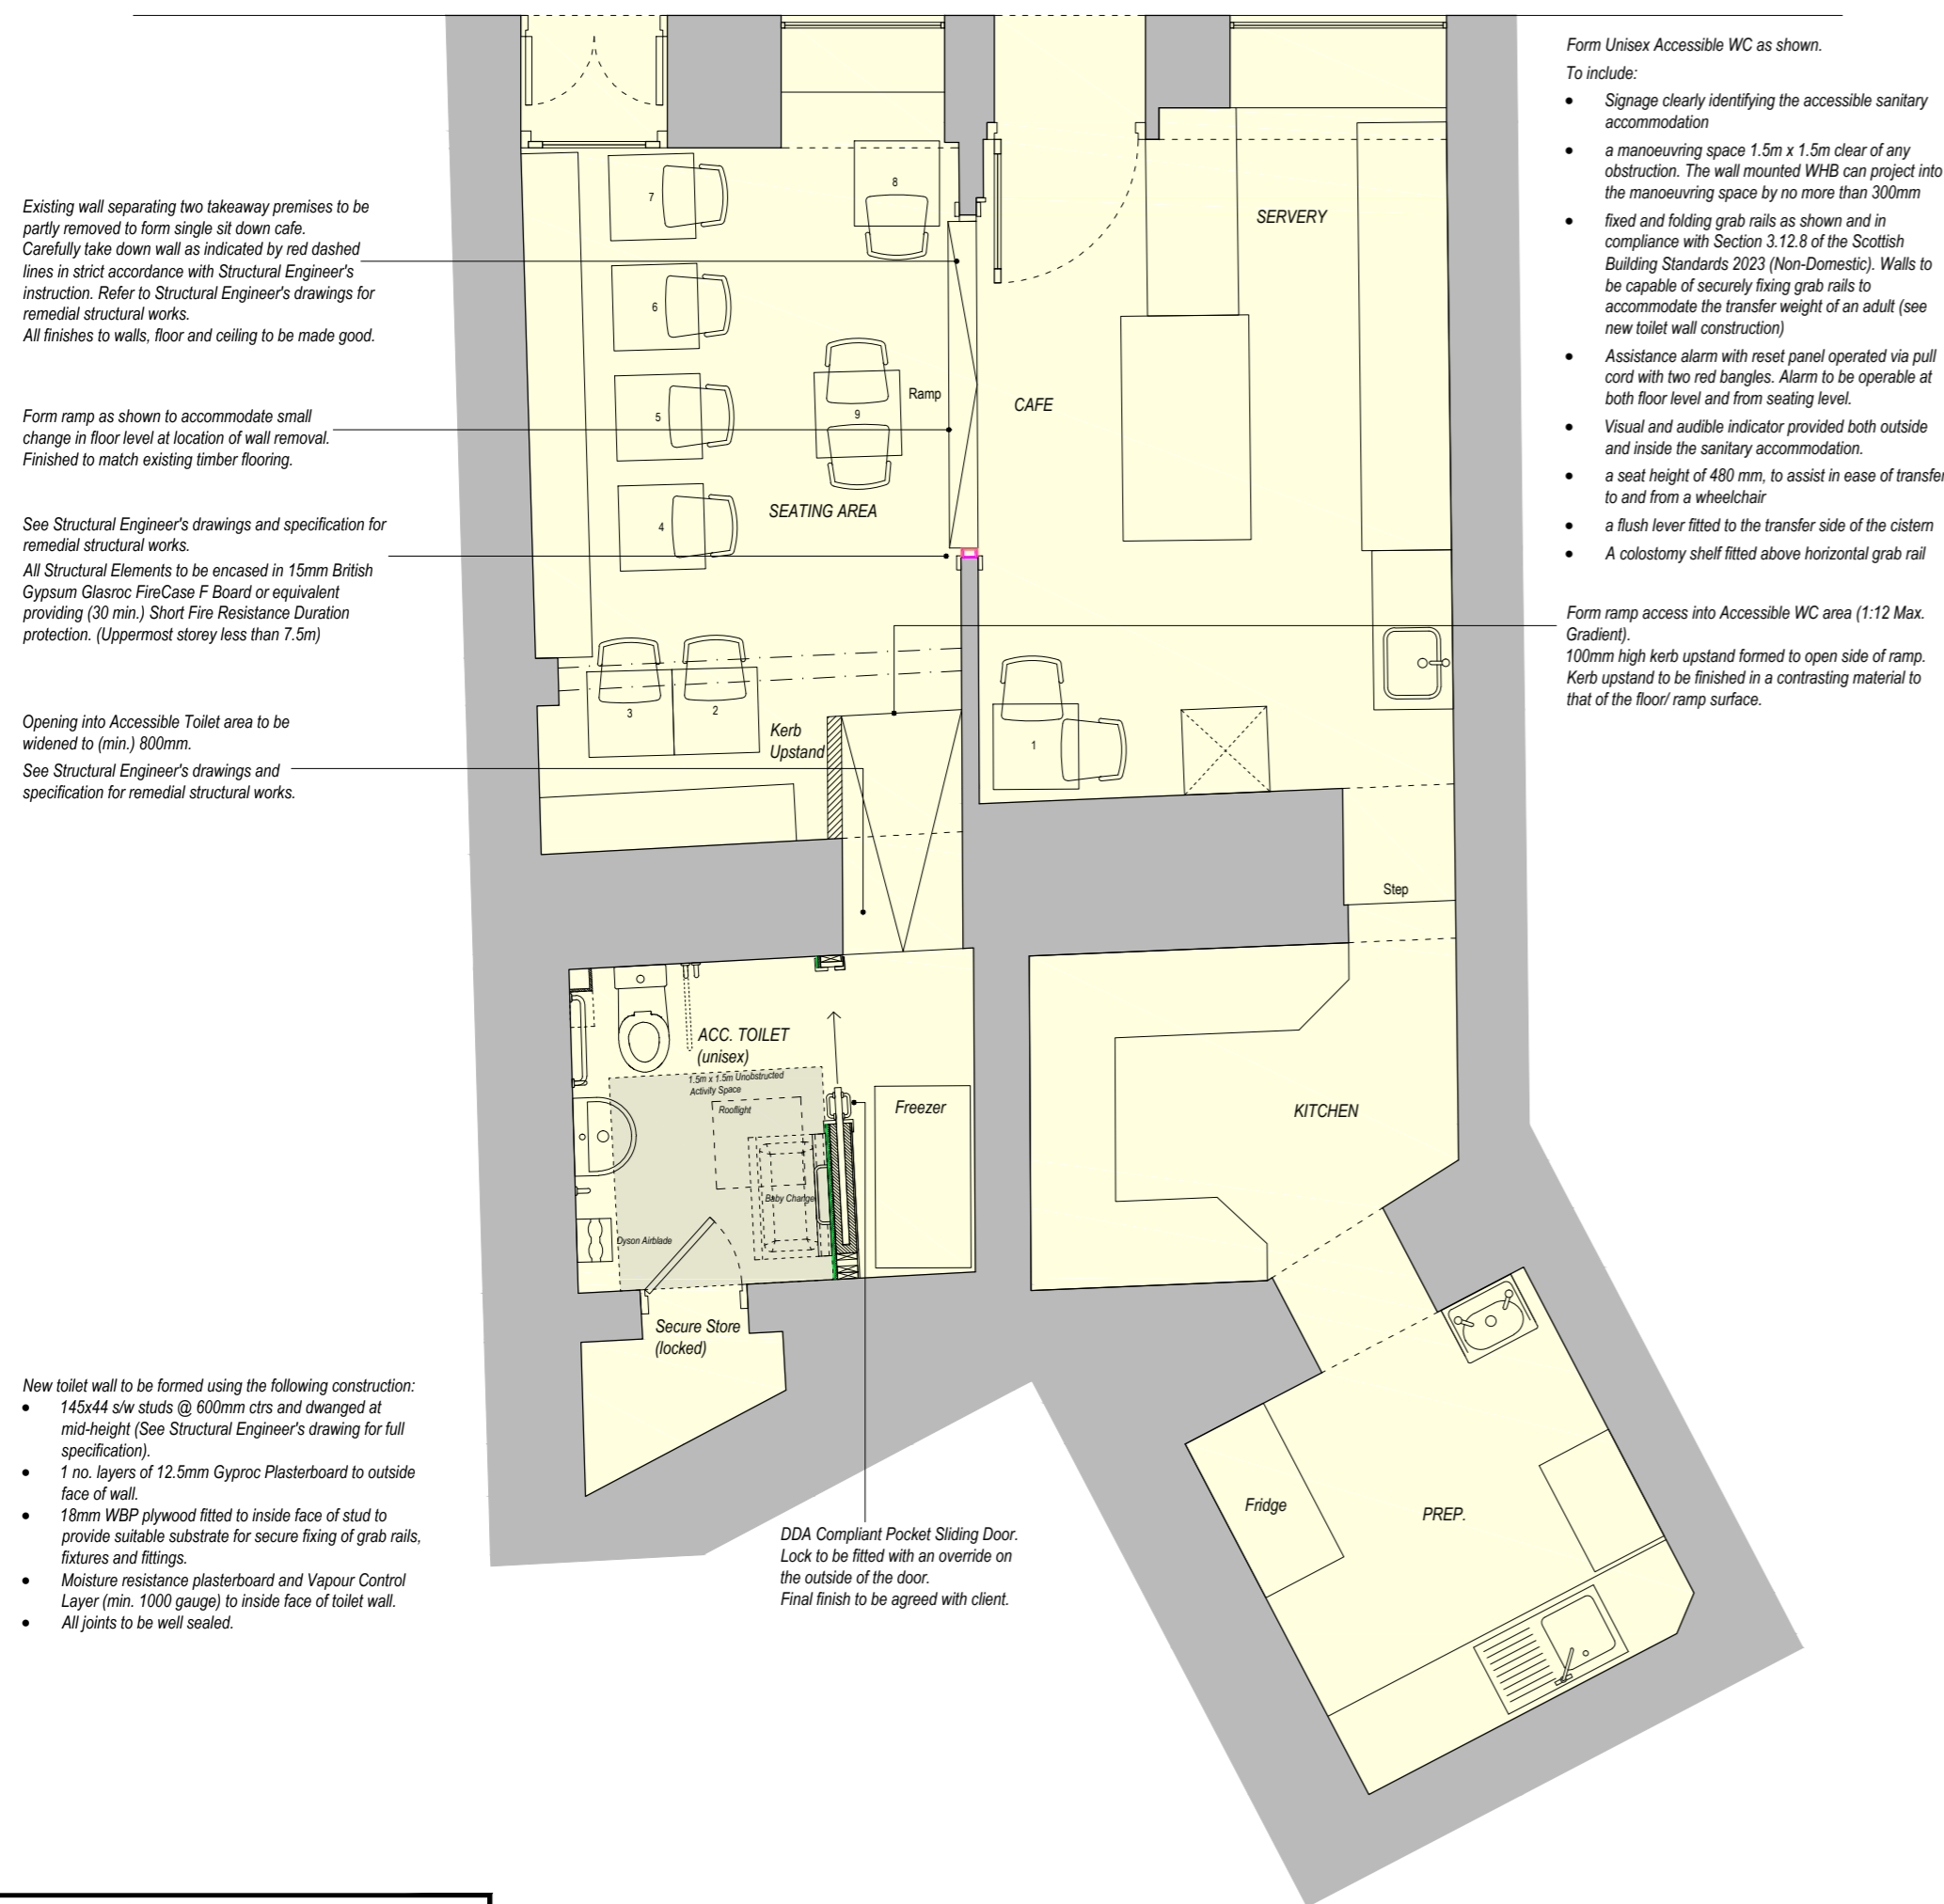 Existing wall separating two takeaway premises to be
partly removed to form single sit down cafe.
Carefully take down wall as indicated by red dashed
lines in strict accordance with Structural Engineer's
instruction. Refer to Structural Engineer's drawings for
remedial structural works.
All finishes to walls, floor and ceiling to be made good.
Form ramp as shown to accommodate small
change in floor level at location of wall removal.
Finished to match existing timber flooring.
See Structural Engineer's drawings and specification for
remedial structural works.
All Structural Elements to be encased in 15mm British
Gypsum Glasroc FireCase F Board or equivalent
providing (30 min.) Short Fire Resistance Duration
protection. (Uppermost storey less than 7.5m)
Opening into Accessible Toilet area to be
widened to (min.) 800mm.
See Structural Engineer's drawings and
specification for remedial structural works.
New toilet wall to be formed using the following construction:
• 145x44 s/w studs @ 600mm ctrs and dwanged at
mid-height (See Structural Engineer's drawing for full
specification).
• 1 no. layers of 12.5mm Gyproc Plasterboard to outside
face of wall.
• 18mm WBP plywood fitted to inside face of stud to
provide suitable substrate for secure fixing of grab rails,
fixtures and fittings.
• Moisture resistance plasterboard and Vapour Control
Layer (min. 1000 gauge) to inside face of toilet wall.
• All joints to be well sealed.
7
8
6
5
9
4
3
2
1
Ramp
SEATING AREA
CAFE
SERVERY
Kerb
Upstand
Step
ACC. TOILET
(unisex)
1.5m x 1.5m Unobstructed
Activity Space
Rooflight
Baby Change
Dyson Airblade
Freezer
KITCHEN
Secure Store
(locked)
Fridge
PREP.
DDA Compliant Pocket Sliding Door.
Lock to be fitted with an override on
the outside of the door.
Final finish to be agreed with client.
Form Unisex Accessible WC as shown.
To include:
• Signage clearly identifying the accessible sanitary
accommodation
• a manoeuvring space 1.5m x 1.5m clear of any
obstruction. The wall mounted WHB can project into
the manoeuvring space by no more than 300mm
• fixed and folding grab rails as shown and in
compliance with Section 3.12.8 of the Scottish
Building Standards 2023 (Non-Domestic). Walls to
be capable of securely fixing grab rails to
accommodate the transfer weight of an adult (see
new toilet wall construction)
• Assistance alarm with reset panel operated via pull
cord with two red bangles. Alarm to be operable at
both floor level and from seating level.
• Visual and audible indicator provided both outside
and inside the sanitary accommodation.
• a seat height of 480 mm, to assist in ease of transfer
to and from a wheelchair
• a flush lever fitted to the transfer side of the cistern
• A colostomy shelf fitted above horizontal grab rail
Form ramp access into Accessible WC area (1:12 Max.
Gradient).
100mm high kerb upstand formed to open side of ramp.
Kerb upstand to be finished in a contrasting material to
that of the floor/ ramp surface.